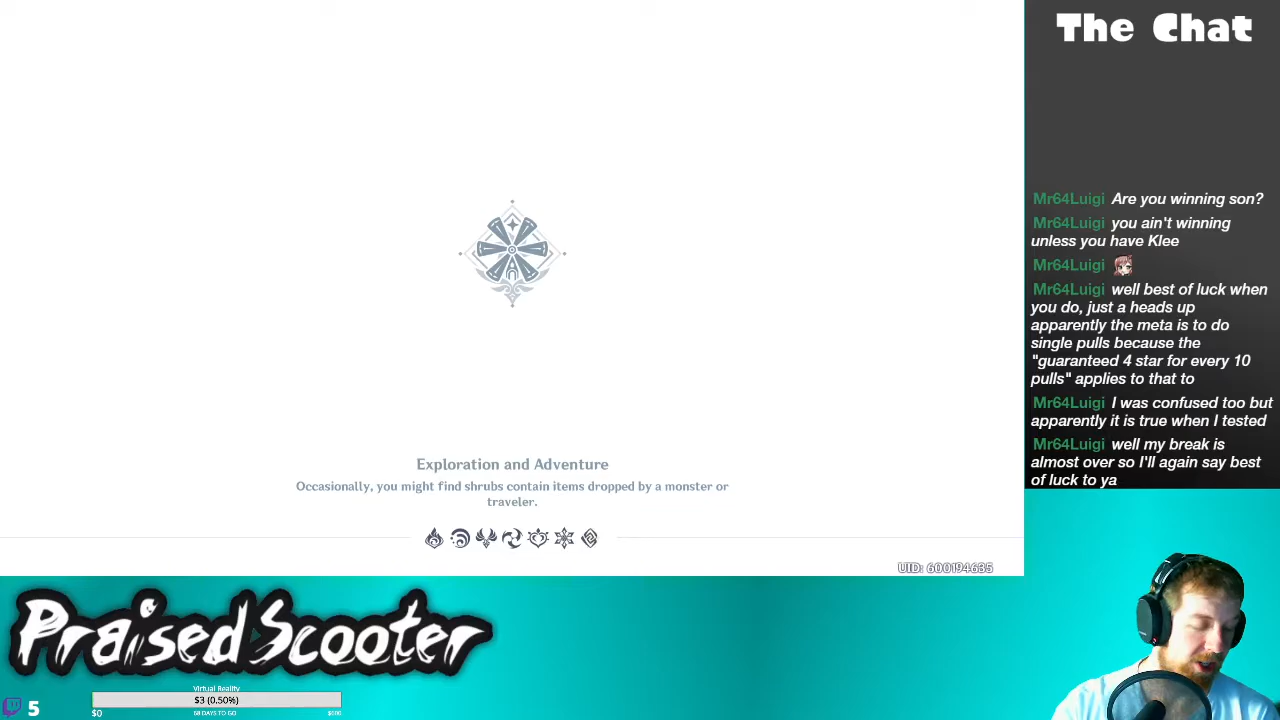 The Chat
Mr64Luigi Are you winning son?
Mr64Luigi you ain't winning
unless you have Klee
Mr64Luigi
Mr64Luigi well best of luck when
you do, just a heads up
apparently the meta is to do
single pulls because the
"guaranteed 4 star for every 10
pulls" applies to that to
Mr64Luigi I was confused too but
apparently it is true when I tested
Mr64Luigi well my break is
almost over so I'll again say best
of luck to ya
Exploration and Adventure
Occasionally, you might find shrubs contain items dropped by a monster or
traveler.
UID: 600194635
PraisedScooter
Virtual Reality
$3 (0.50%)
$0
68 DAYS TO GO
$600
5